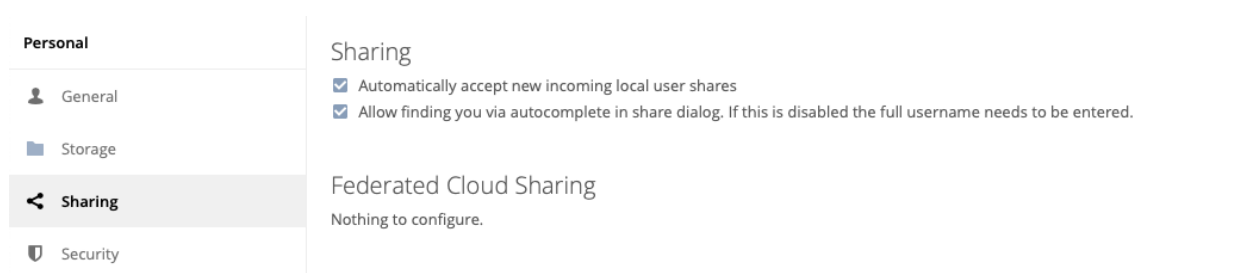 Personal
General
Storage
Sharing
Security
Sharing
Automatically accept new incoming local user shares
Allow finding you via autocomplete in share dialog. If this is disabled the full username needs to be entered.
Federated Cloud Sharing
Nothing to configure.